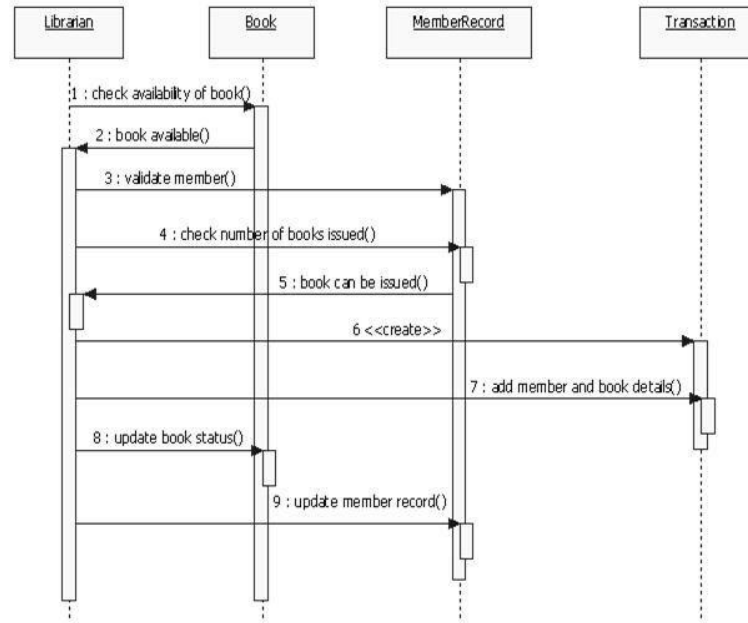 Librarian
Book
MemberRecord
Transaction
1 : check availability of book()
2 : book available()
3 : validate member()
4 : check number of books issued()
5 : book can be issued()
6 <<create>>
7 : add member and book details()
8 : update book status()
9 : update member record()